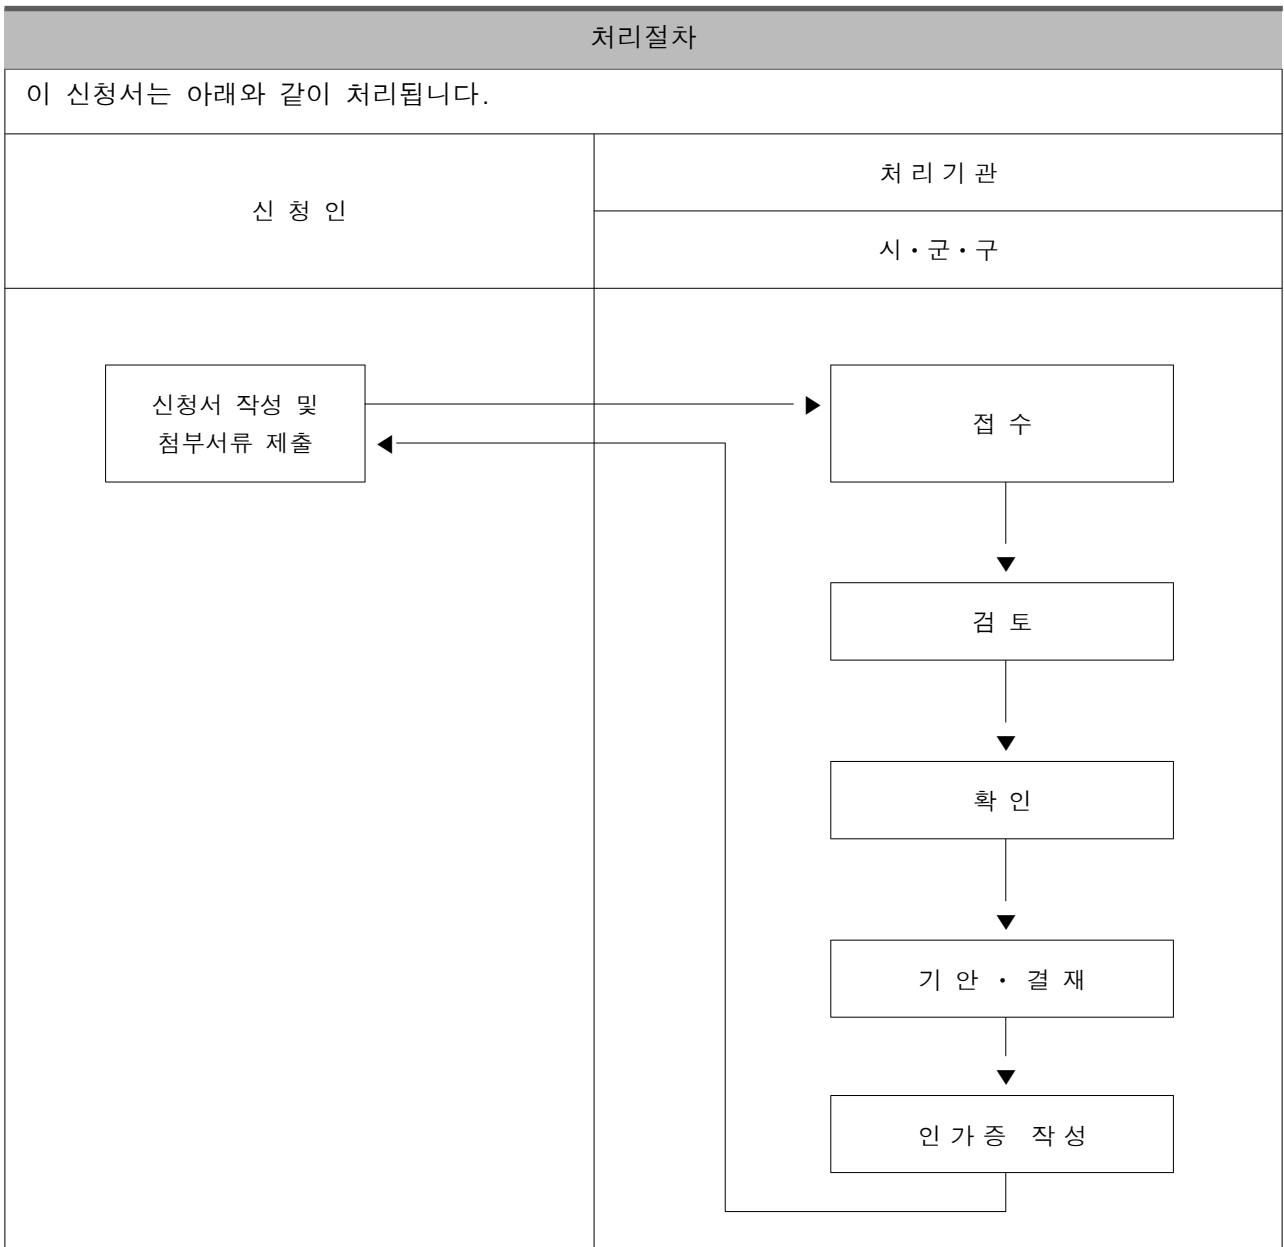 처리절차
이 신청서는 아래와 같이 처리됩니다.
신 청 인
처 리 기 관
시・군・구
신청서 작성 및
첨부서류 제출
접 수
검 토
확 인
기 안 ・ 결 재
인 가 증 작 성